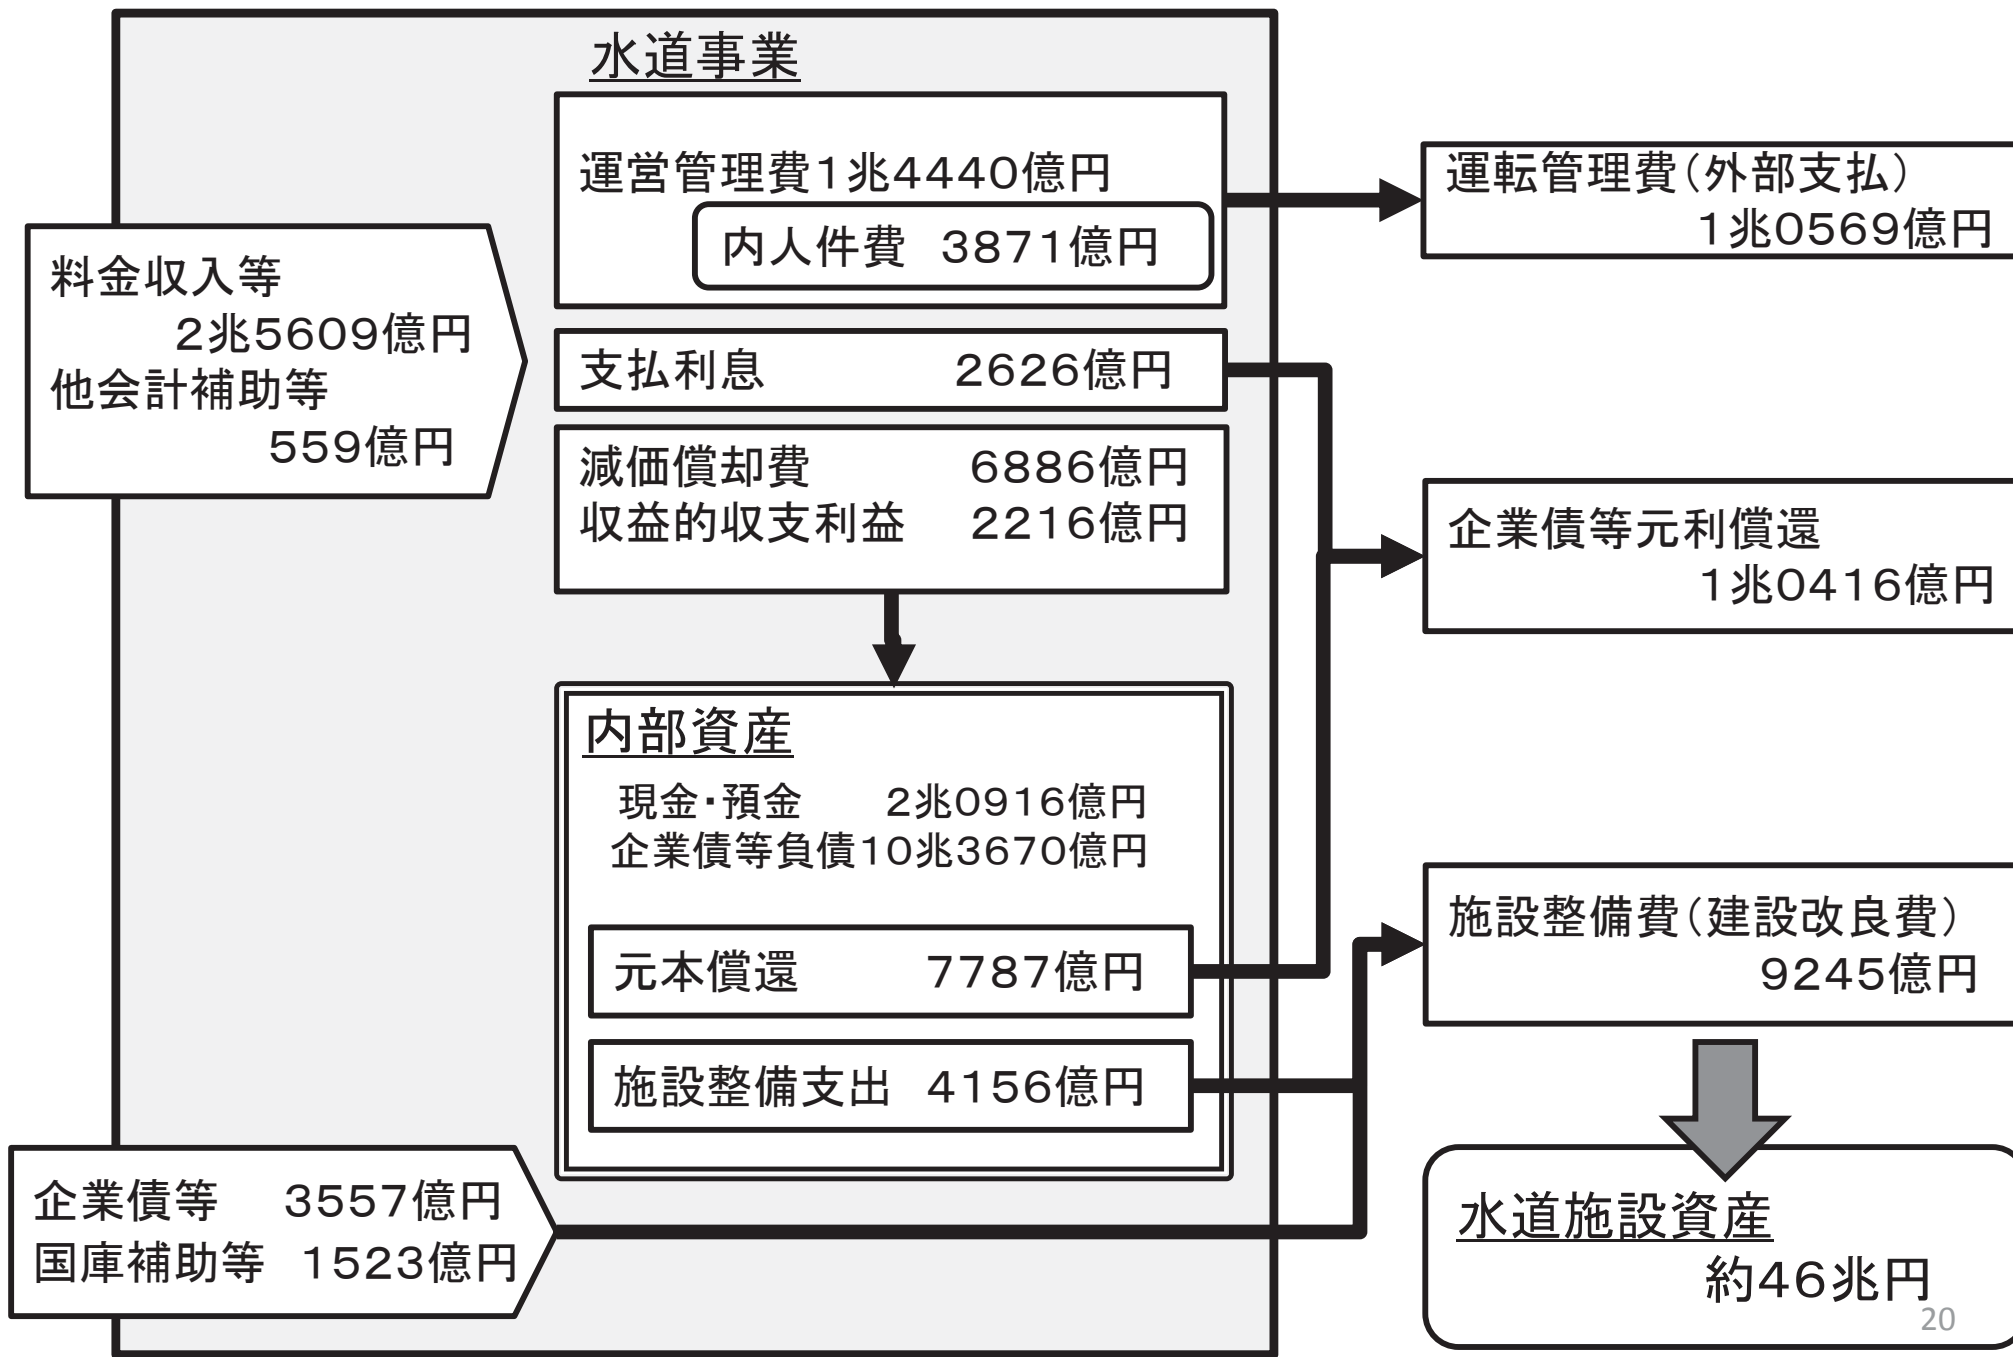 水道事業
運営管理費1兆4440億円
内人件費 3871億円
運転管理費(外部支払)
1兆0569億円
料金収入等
2兆5609億円
他会計補助等
559億円
支払利息 2626億円
減価償却費 6886億円
収益的収支利益 2216億円
企業債等元利償還
1兆0416億円
内部資産
現金・預金 2兆0916億円
企業債等負債10兆3670億円
元本償還 7787億円
施設整備支出 4156億円
施設整備費(建設改良費)
9245億円
企業債等 3557億円
国庫補助等 1523億円
水道施設資産
約46兆円
20